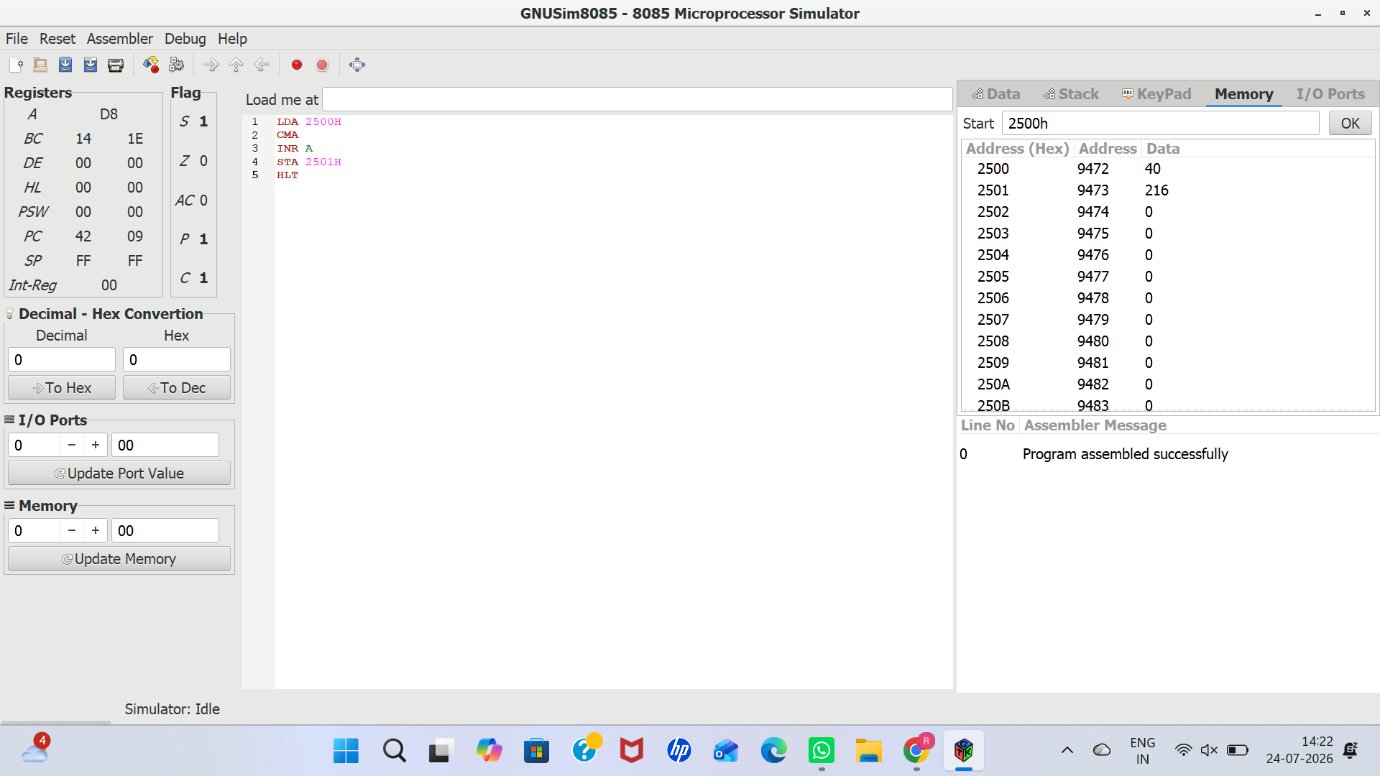 GNUSim8085 - 8085 Microprocessor Simulator
File Reset Assembler Debug Help
Registers
A D8
BC 14 1E
DE 00 00
HL 00 00
PSW 00 00
PC 42 09
SP FF FF
Int-Reg 00
Flag
S 1
Z 0
AC 0
P 1
C 1
Decimal - Hex Convertion
Decimal Hex
0 0
To Hex To Dec
I/O Ports
0 - + 00
Update Port Value
Memory
0 - + 00
Update Memory
Load me at
1 LDA 2500H
2 CMA
3 INR A
4 STA 2501H
5 HLT
Data Stack KeyPad Memory I/O Ports
Start 2500h OK
Address (Hex) Address Data
2500 9472 40
2501 9473 216
2502 9474 0
2503 9475 0
2504 9476 0
2505 9477 0
2506 9478 0
2507 9479 0
2508 9480 0
2509 9481 0
250A 9482 0
250B 9483 0
Line No Assembler Message
0 Program assembled successfully
Simulator: Idle
4
hp
R
ENG
IN
14:22
24-07-2026